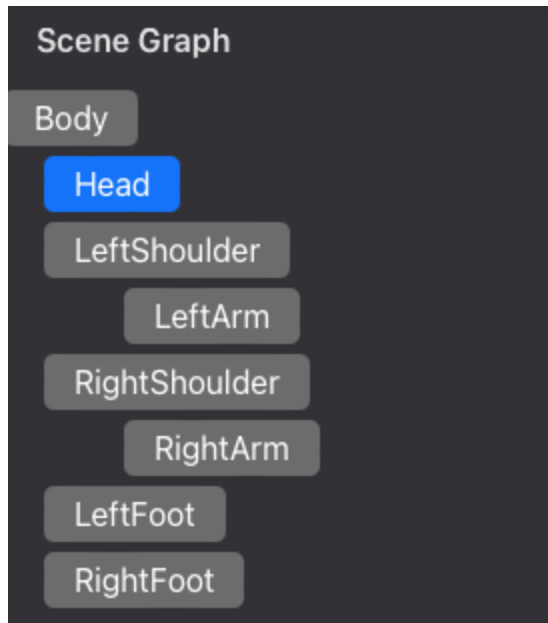 Scene Graph
Body
Head
LeftShoulder
LeftArm
RightShoulder
RightArm
LeftFoot
RightFoot